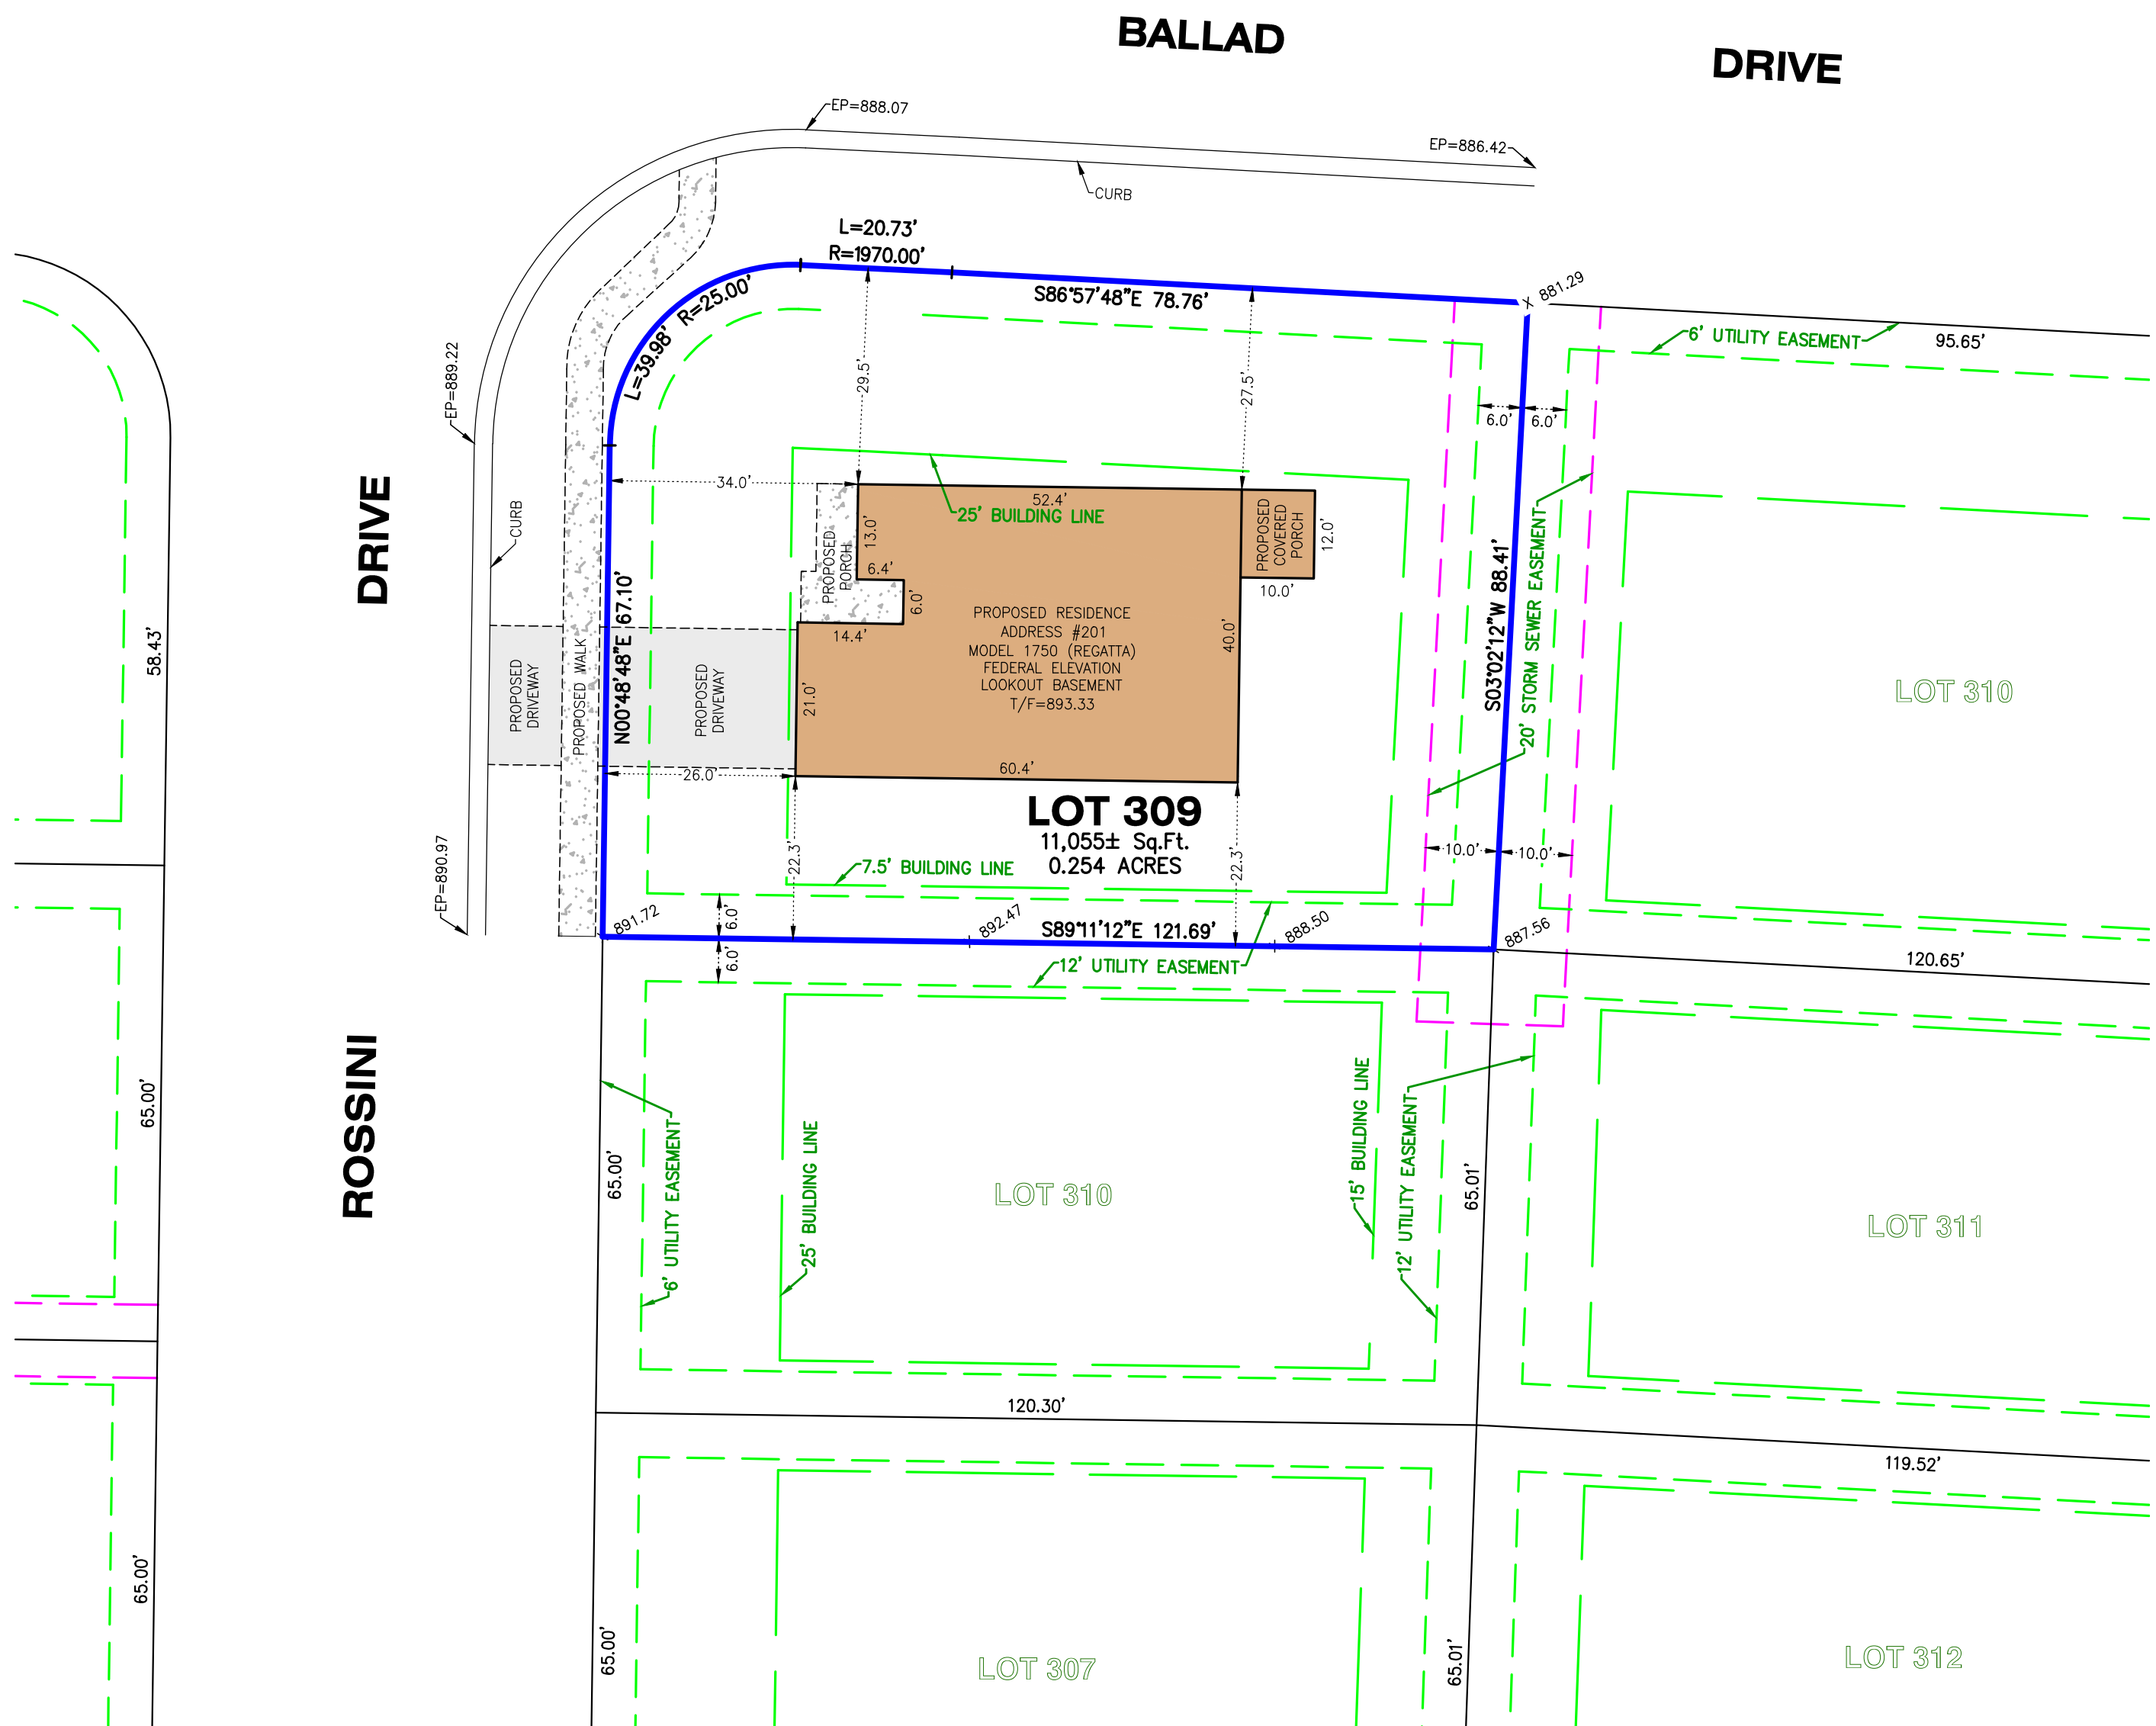 BALLAD
DRIVE
EP=888.07
EP=886.42
CURB
L=20.73'
R=1970.00'
L=39.98' R=25.00'
S86°57'48"E 78.76'
881.29
6' UTILITY EASEMENT
95.65'
EP=889.22
29.5'
27.5'
6.0'
6.0'
DRIVE
CURB
34.0'
52.4'
25' BUILDING LINE
13.0'
6.4'
PROPOSED
PORCH
6.0'
14.4'
PROPOSED
COVERED
PORCH
12.0'
10.0'
PROPOSED RESIDENCE
ADDRESS #201
MODEL 1750 (REGATTA)
FEDERAL ELEVATION
LOOKOUT BASEMENT
T/F=893.33
40.0'
S03°02'12"W 88.41'
20' STORM SEWER EASEMENT
LOT 310
58.43'
PROPOSED
DRIVEWAY
PROPOSED WALK
N00°48'48"E 67.10'
PROPOSED
DRIVEWAY
21.0'
26.0'
60.4'
LOT 309
11,055± Sq.Ft.
0.254 ACRES
22.3'
22.3'
7.5' BUILDING LINE
10.0'
10.0'
EP=890.97
891.72
6.0'
892.47
S89°11'12"E 121.69'
888.50
887.56
6.0'
12' UTILITY EASEMENT
120.65'
ROSSINI
65.00'
65.00'
6' UTILITY EASEMENT
25' BUILDING LINE
LOT 310
15' BUILDING LINE
12' UTILITY EASEMENT
65.01'
LOT 311
120.30'
119.52'
65.00'
65.00'
LOT 307
65.01'
LOT 312